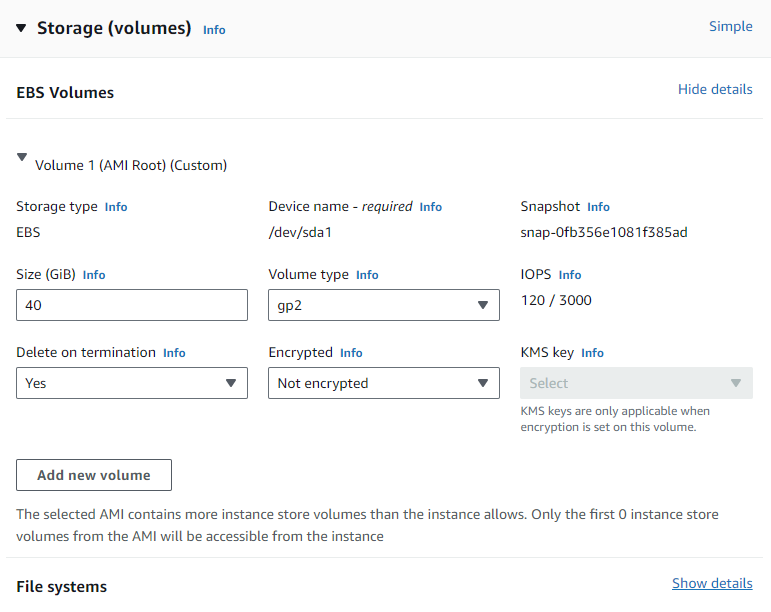 Storage (volumes) Info Simple
EBS Volumes Hide details
Volume 1 (AMI Root) (Custom)
Storage type Info Device name - required Info Snapshot Info
EBS /dev/sda1 snap-0fb356e1081f385ad
Size (GiB) Info Volume type Info IOPS Info
40 gp2 120 / 3000
Delete on termination Info Encrypted Info KMS key Info
Yes Not encrypted Select
KMS keys are only applicable when
encryption is set on this volume.
Add new volume
The selected AMI contains more instance store volumes than the instance allows. Only the first 0 instance store
volumes from the AMI will be accessible from the instance
File systems Show details